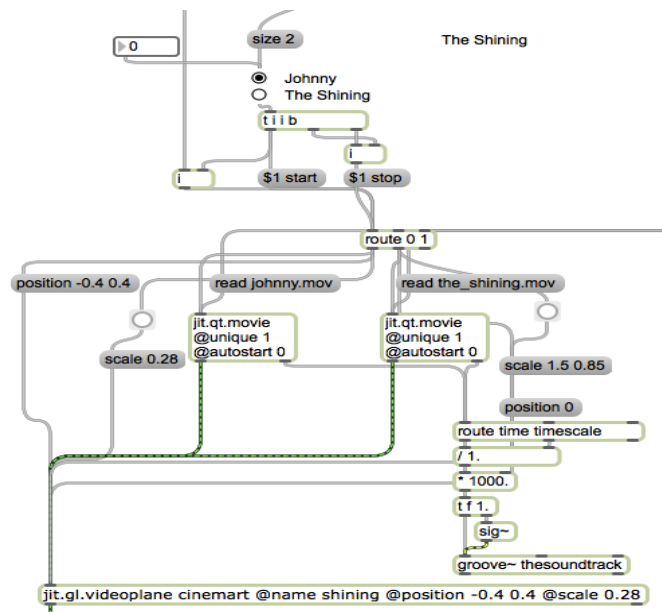 size 2
The Shining
0
Johnny
The Shining
t i i b
i
i
$1 start
$1 stop
route 0 1
position -0.4 0.4
read johnny.mov
read the_shining.mov
jit.qt.movie
@unique 1
@autostart 0
jit.qt.movie
@unique 1
@autostart 0
scale 0.28
scale 1.5 0.85
position 0
route time timescale
/ 1.
* 1000.
t f 1.
sig~
groove~ thesoundtrack
jit.gl.videoplane cinemart @name shining @position -0.4 0.4 @scale 0.28